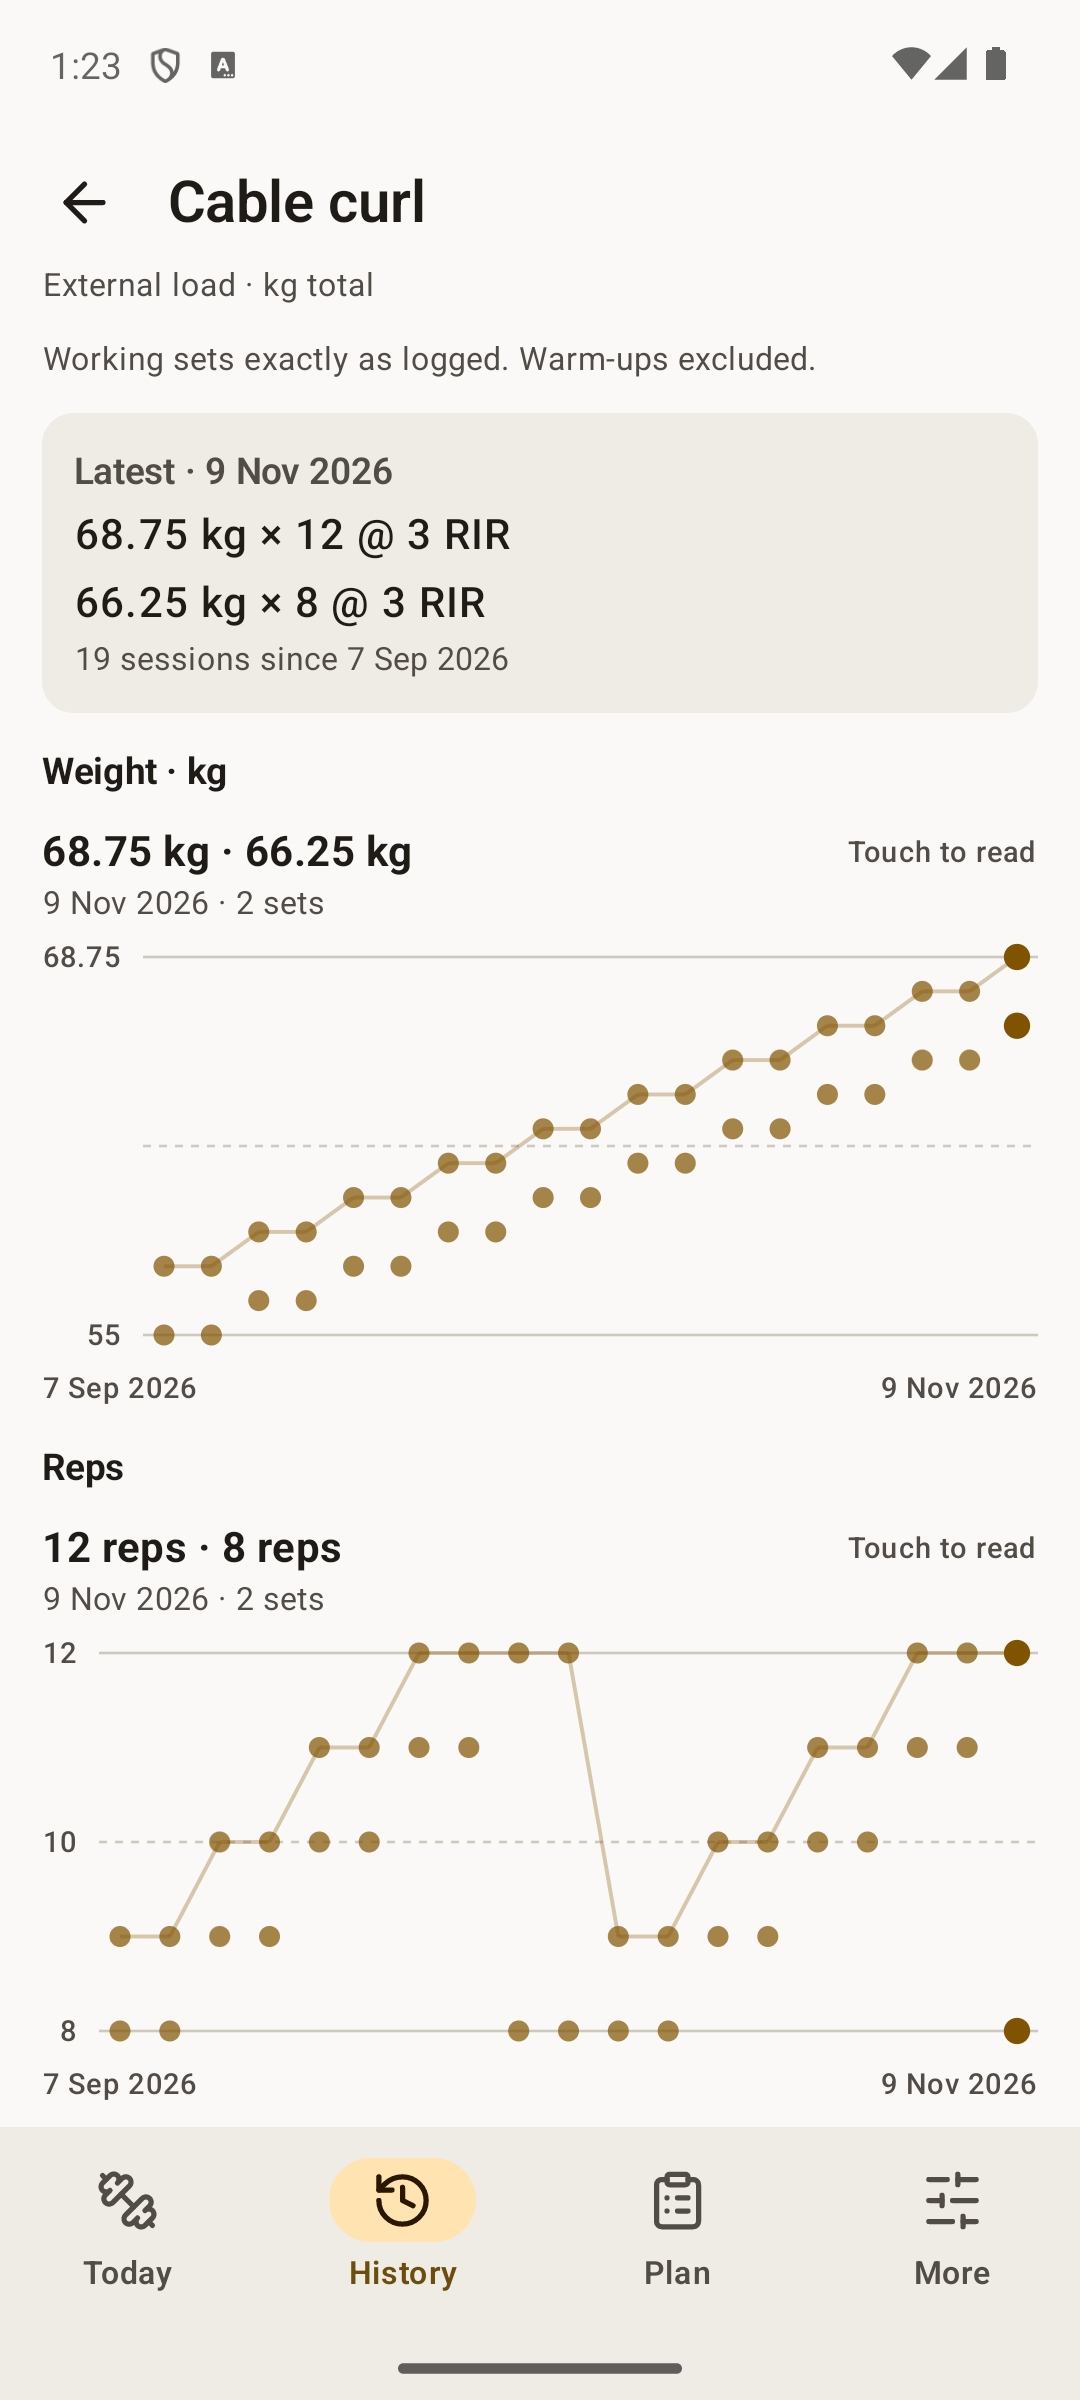 1:23
Cable curl
External load · kg total
Working sets exactly as logged. Warm-ups excluded.
Latest · 9 Nov 2026
68.75 kg × 12 @ 3 RIR
66.25 kg × 8 @ 3 RIR
19 sessions since 7 Sep 2026
Weight · kg
68.75 kg · 66.25 kg
Touch to read
9 Nov 2026 · 2 sets
68.75
55
7 Sep 2026
9 Nov 2026
Reps
12 reps · 8 reps
Touch to read
9 Nov 2026 · 2 sets
12
10
8
7 Sep 2026
9 Nov 2026
Today
History
Plan
More